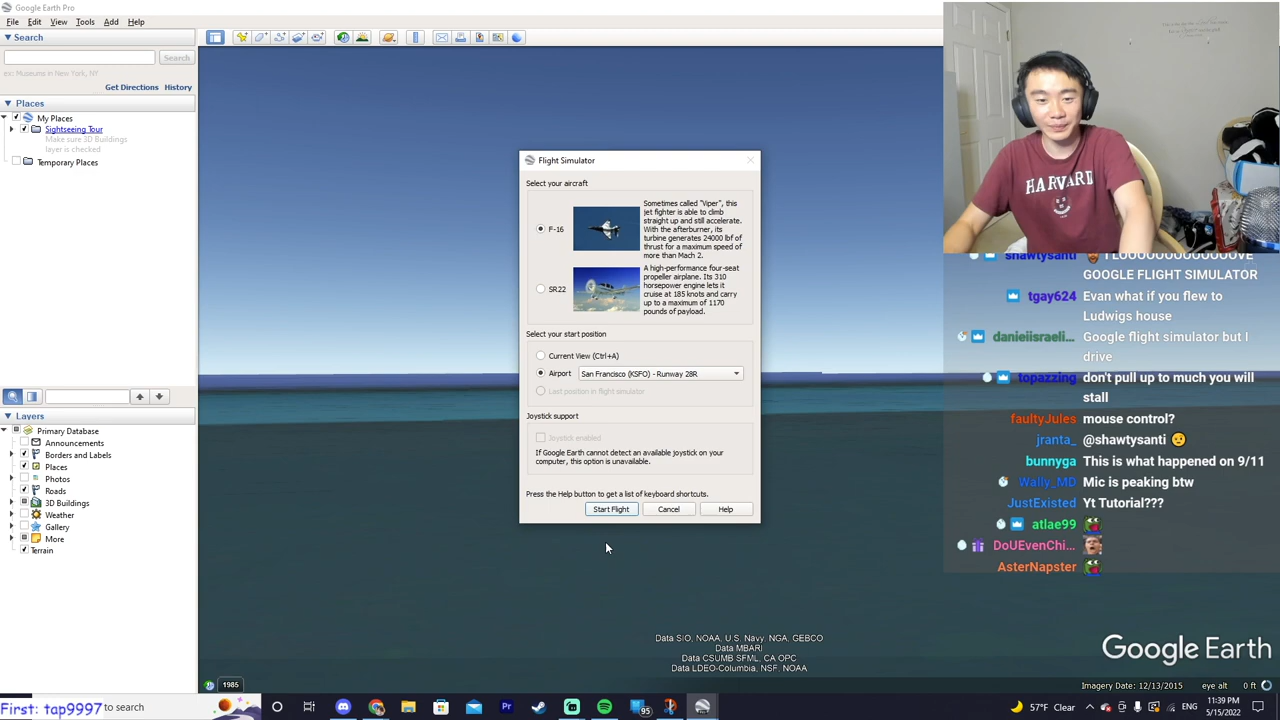 Google Earth Pro
File Edit View Tools Add Help
Search
Search
ex: Museums in New York, NY
Get Directions History
Places
My Places
Sightseeing Tour
Make sure 3D Buildings
layer is checked
Temporary Places
Layers
Primary Database
Announcements
Borders and Labels
Places
Photos
Roads
3D Buildings
Weather
Gallery
More
Terrain
Flight Simulator
Select your aircraft
F-16
Sometimes called "Viper", this
jet fighter is able to climb
straight up and still accelerate.
With the afterburner, its
turbine generates 24000 lbf of
thrust for a maximum speed of
more than Mach 2.
SR22
A high-performance four-seat
propeller airplane. Its 310
horsepower engine lets it
cruise at 185 knots and carry
up to a maximum of 1170
pounds of payload.
Select your start position
Current View (Ctrl+A)
Airport San Francisco (KSFO) - Runway 28R
Last position in flight simulator
Joystick support
Joystick enabled
If Google Earth cannot detect an available joystick on your
computer, this option is unavailable.
Press the Help button to get a list of keyboard shortcuts.
Start Flight Cancel Help
HARVARD
shawtysanti I LOOOOOOOOOOOOVE
GOOGLE FLIGHT SIMULATOR
tgay624 Evan what if you flew to
Ludwigs house
danieiisraeli... Google flight simulator but I
drive
topazzing don't pull up to much you will
stall
faultyJules mouse control?
jranta_ @shawtysanti
bunnyga This is what happened on 9/11
Wally_MD Mic is peaking btw
JustExisted Yt Tutorial???
atlae99
DoUEvenChi...
AsterNapster
Data SIO, NOAA, U.S. Navy, NGA, GEBCO
Data MBARI
Data CSUMB SFML, CA OPC
Data LDEO-Columbia, NSF, NOAA
Google Earth
1985
Imagery Date: 12/13/2015 eye alt 0 ft
First: tap9997 to search
95
57°F Clear
11:39 PM
5/15/2022